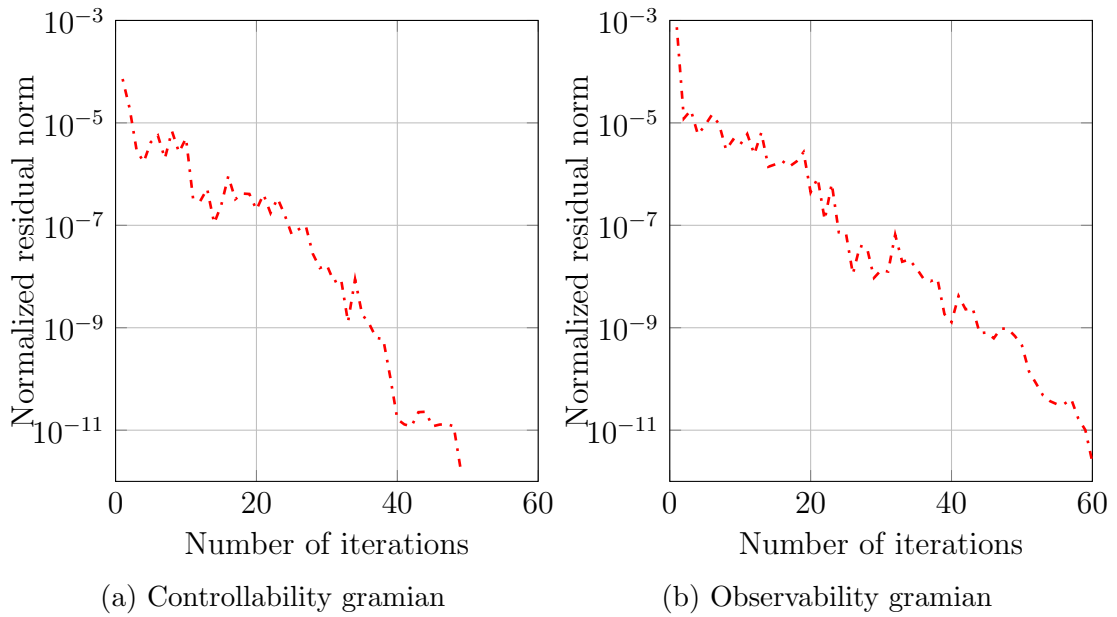 10^{-3}
10^{-5}
10^{-7}
10^{-9}
10^{-11}
Normalized residual norm
0 20 40 60
Number of iterations
(a) Controllability gramian
10^{-3}
10^{-5}
10^{-7}
10^{-9}
10^{-11}
Normalized residual norm
0 20 40 60
Number of iterations
(b) Observability gramian